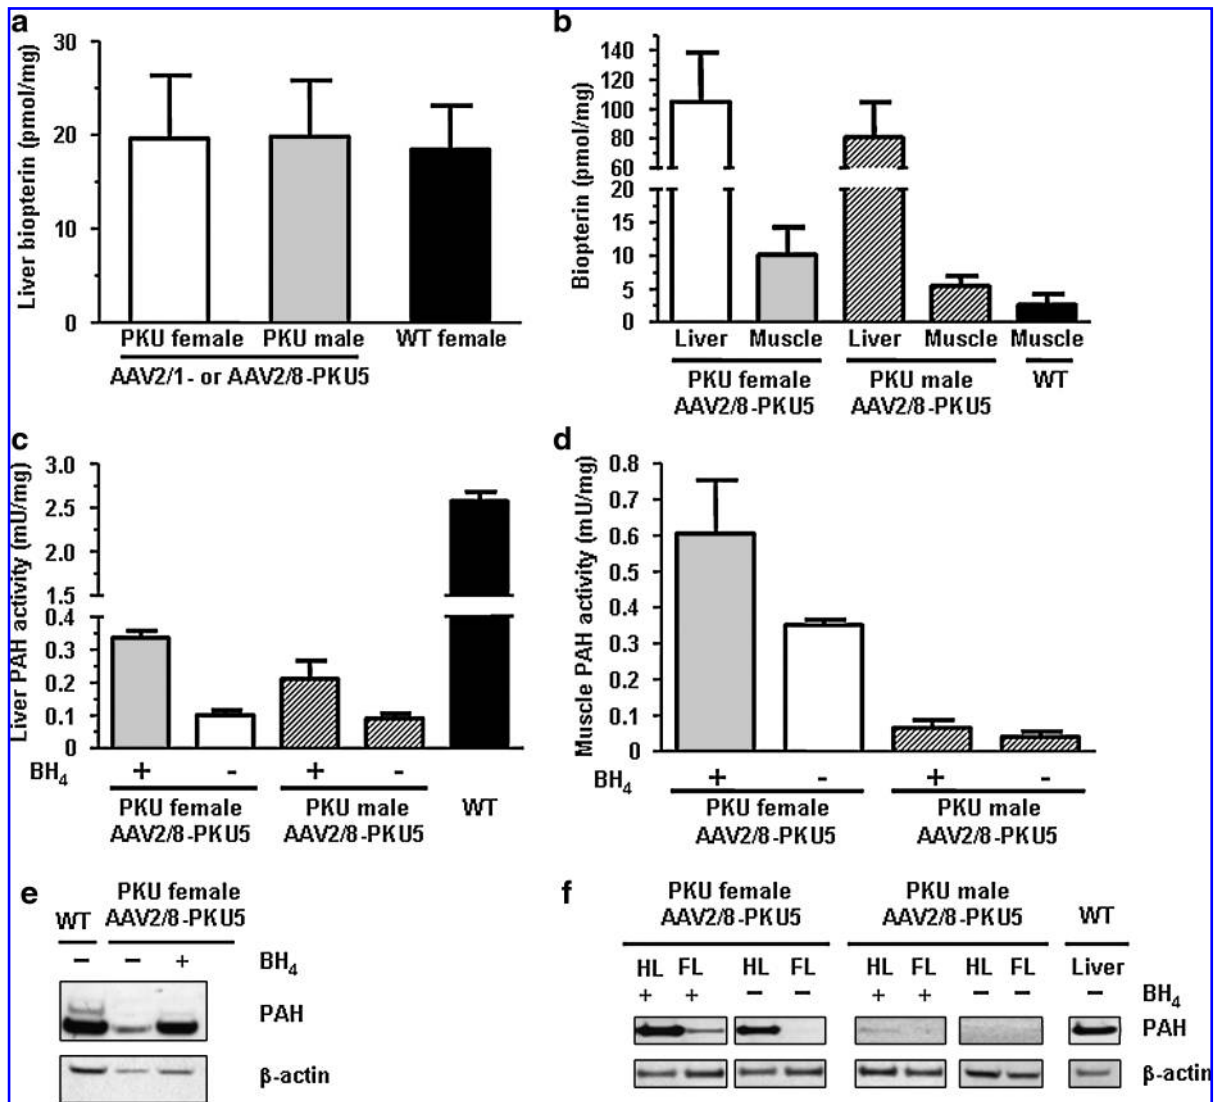 a
Liver biopterin (pmol/mg)
30
20
10
0
PKU female PKU male WT female
AAV2/1- or AAV2/8-PKU5
b
Biopterin (pmol/mg)
140
120
100
80
60
20
15
10
5
0
Liver Muscle Liver Muscle Muscle
PKU female PKU male WT
AAV2/8-PKU5 AAV2/8-PKU5
c
Liver PAH activity (mU/mg)
3.0
2.5
2.0
1.5
0.4
0.3
0.2
0.1
0
BH4 + - + -
PKU female PKU male WT
AAV2/8-PKU5 AAV2/8-PKU5
d
Muscle PAH activity (mU/mg)
0.8
0.7
0.6
0.5
0.4
0.3
0.2
0.1
0
BH4 + - + -
PKU female PKU male
AAV2/8-PKU5 AAV2/8-PKU5
e
PKU female
WT AAV2/8-PKU5
− − + BH4
PAH
β-actin
f
PKU female PKU male
AAV2/8-PKU5 AAV2/8-PKU5 WT
HL FL HL FL HL FL HL FL Liver
+ + − − + + − − − BH4
PAH
β-actin